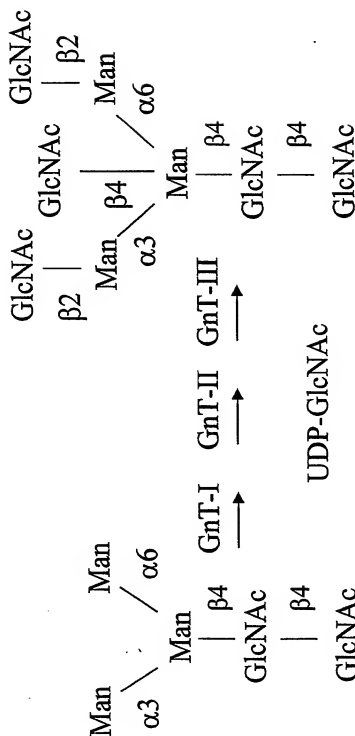 Man Man
α3 α6
Man
β4
GlcNAc
β4
GlcNAc
GnT-I GnT-II GnT-III
UDP-GlcNAc
GlcNAc GlcNAc GlcNAc
β2 β2
Man β4 Man
α3 α6
Man
β4
GlcNAc
β4
GlcNAc